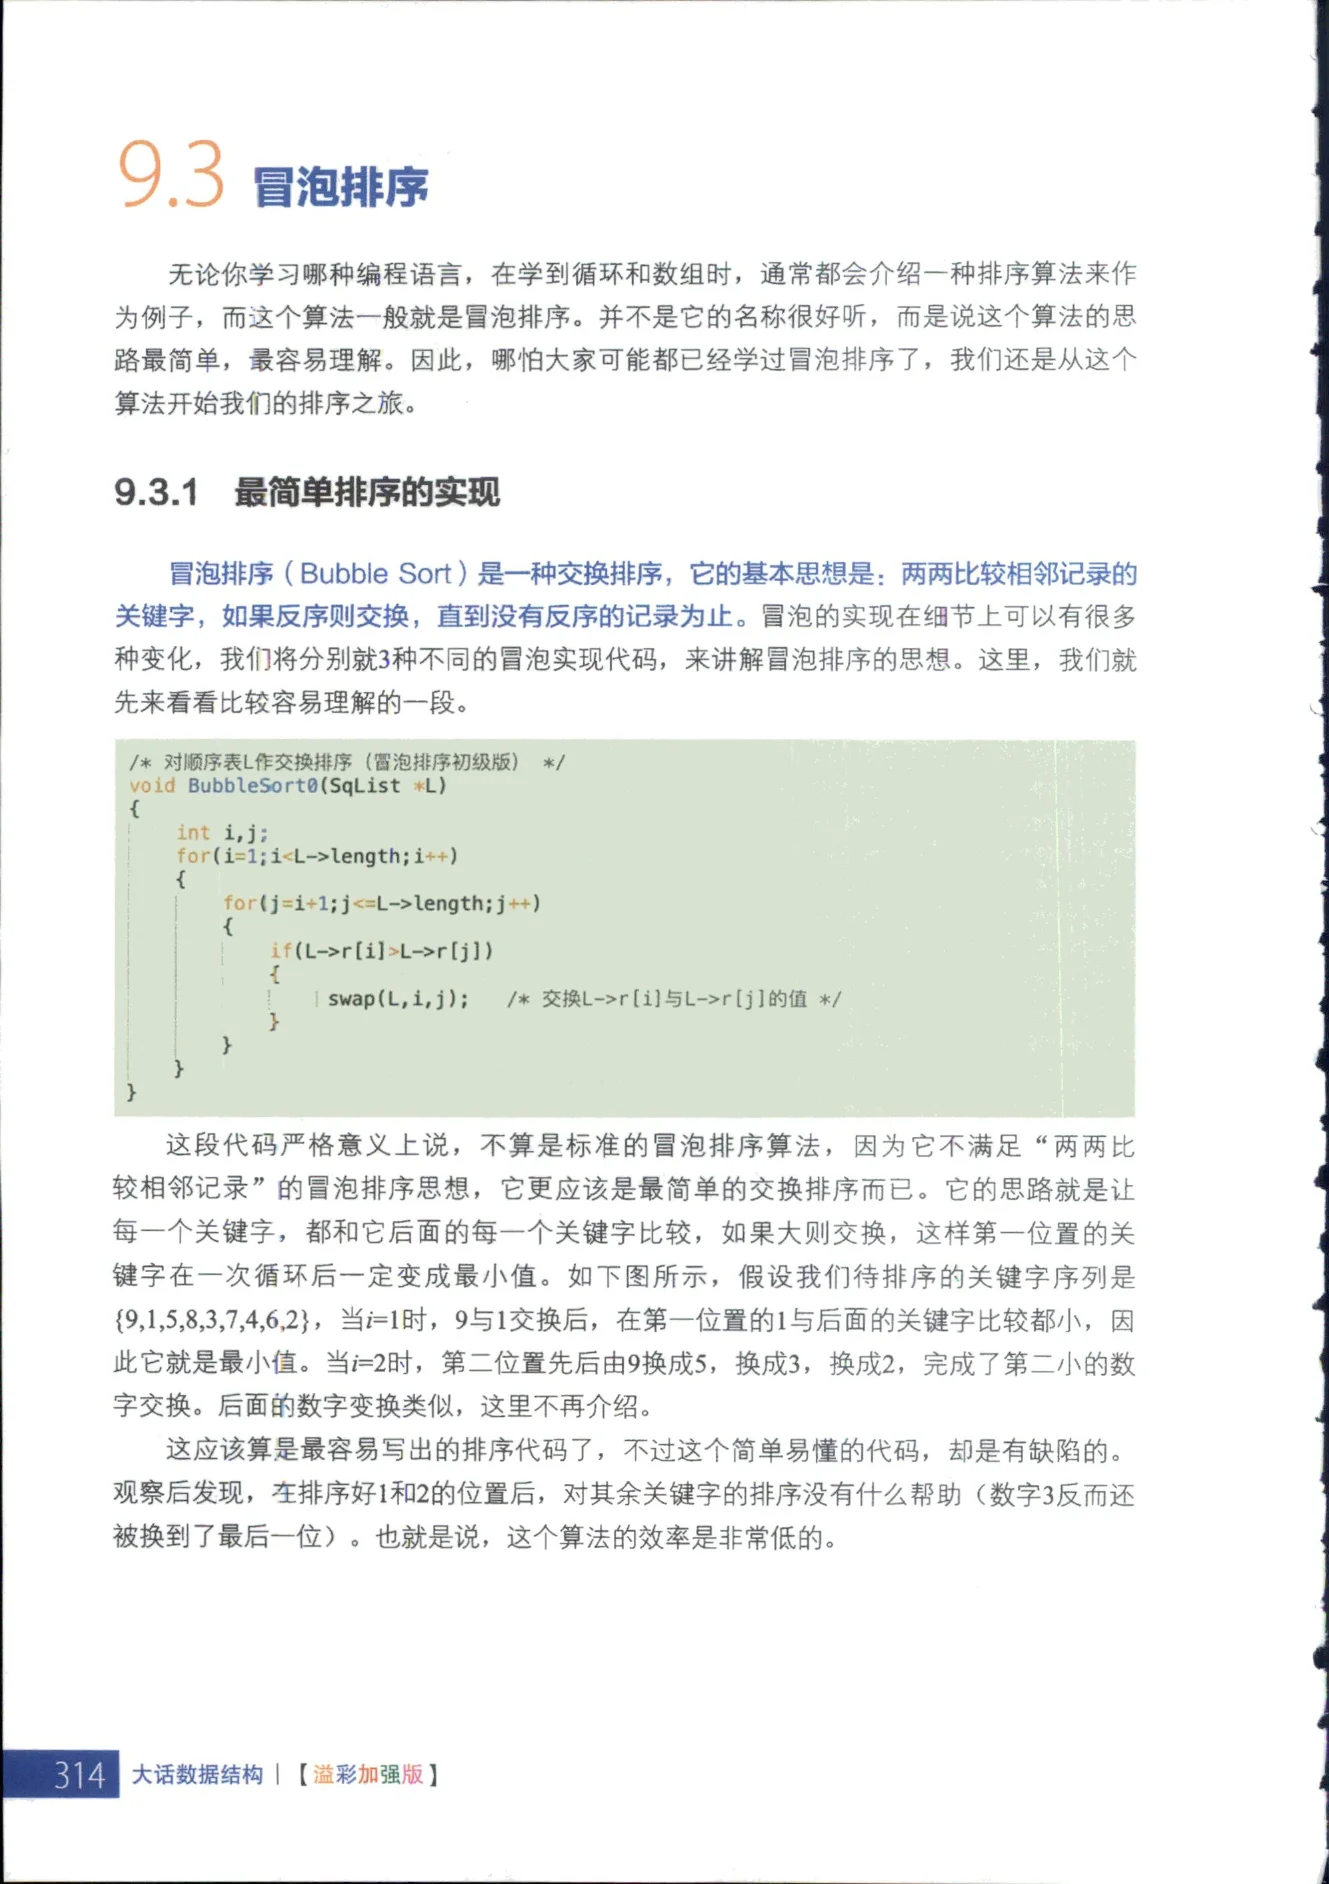 9.3 冒泡排序
无论你学习哪种编程语言，在学到循环和数组时，通常都会介绍一种排序算法来作
为例子，而这个算法一般就是冒泡排序。并不是它的名称很好听，而是说这个算法的思
路最简单，最容易理解。因此，哪怕大家可能都已经学过冒泡排序了，我们还是从这个
算法开始我们的排序之旅。
9.3.1 最简单排序的实现
冒泡排序（Bubble Sort）是一种交换排序，它的基本思想是：两两比较相邻记录的
关键字，如果反序则交换，直到没有反序的记录为止。冒泡的实现在细节上可以有很多
种变化，我们将分别就3种不同的冒泡实现代码，来讲解冒泡排序的思想。这里，我们就
先来看看比较容易理解的一段。
/* 对顺序表L作交换排序（冒泡排序初级版） */
void BubbleSort0(SqList *L)
{
    int i,j;
    for(i=1;i<L->length;i++)
    {
        for(j=i+1;j<=L->length;j++)
        {
            if(L->r[i]>L->r[j])
            {
                swap(L,i,j);   /* 交换L->r[i]与L->r[j]的值 */
            }
        }
    }
}
这段代码严格意义上说，不算是标准的冒泡排序算法，因为它不满足“两两比
较相邻记录”的冒泡排序思想，它更应该是最简单的交换排序而已。它的思路就是让
每一个关键字，都和它后面的每一个关键字比较，如果大则交换，这样第一位置的关
键字在一次循环后一定变成最小值。如下图所示，假设我们待排序的关键字序列是
{9,1,5,8,3,7,4,6,2}，当i=1时，9与1交换后，在第一位置的1与后面的关键字比较都小，因
此它就是最小值。当i=2时，第二位置先后由9换成5，换成3，换成2，完成了第二小的数
字交换。后面的数字变换类似，这里不再介绍。
这应该算是最容易写出的排序代码了，不过这个简单易懂的代码，却是有缺陷的。
观察后发现，在排序好1和2的位置后，对其余关键字的排序没有什么帮助（数字3反而还
被换到了最后一位）。也就是说，这个算法的效率是非常低的。
314 大话数据结构 | 【溢彩加强版】